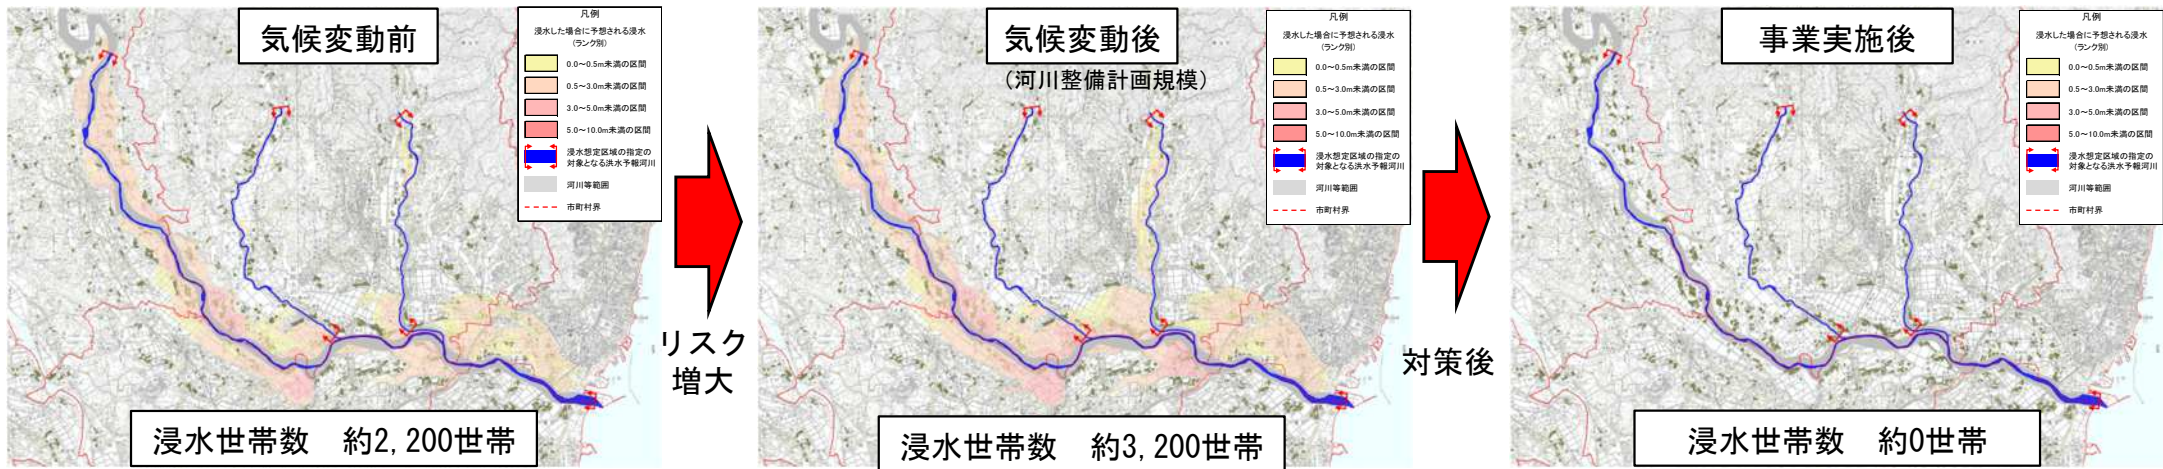 気候変動前
凡例
浸水した場合に予想される浸水
(ランク別)
0.0～0.5m未満の区間
0.5～3.0m未満の区間
3.0～5.0m未満の区間
5.0～10.0m未満の区間
浸水想定区域の指定の
対象となる洪水予報河川
河川等範囲
市町村界
浸水世帯数 約2,200世帯
リスク
増大
気候変動後
(河川整備計画規模)
凡例
浸水した場合に予想される浸水
(ランク別)
0.0～0.5m未満の区間
0.5～3.0m未満の区間
3.0～5.0m未満の区間
5.0～10.0m未満の区間
浸水想定区域の指定の
対象となる洪水予報河川
河川等範囲
市町村界
浸水世帯数 約3,200世帯
対策後
事業実施後
凡例
浸水した場合に予想される浸水
(ランク別)
0.0～0.5m未満の区間
0.5～3.0m未満の区間
3.0～5.0m未満の区間
5.0～10.0m未満の区間
浸水想定区域の指定の
対象となる洪水予報河川
河川等範囲
市町村界
浸水世帯数 約0世帯